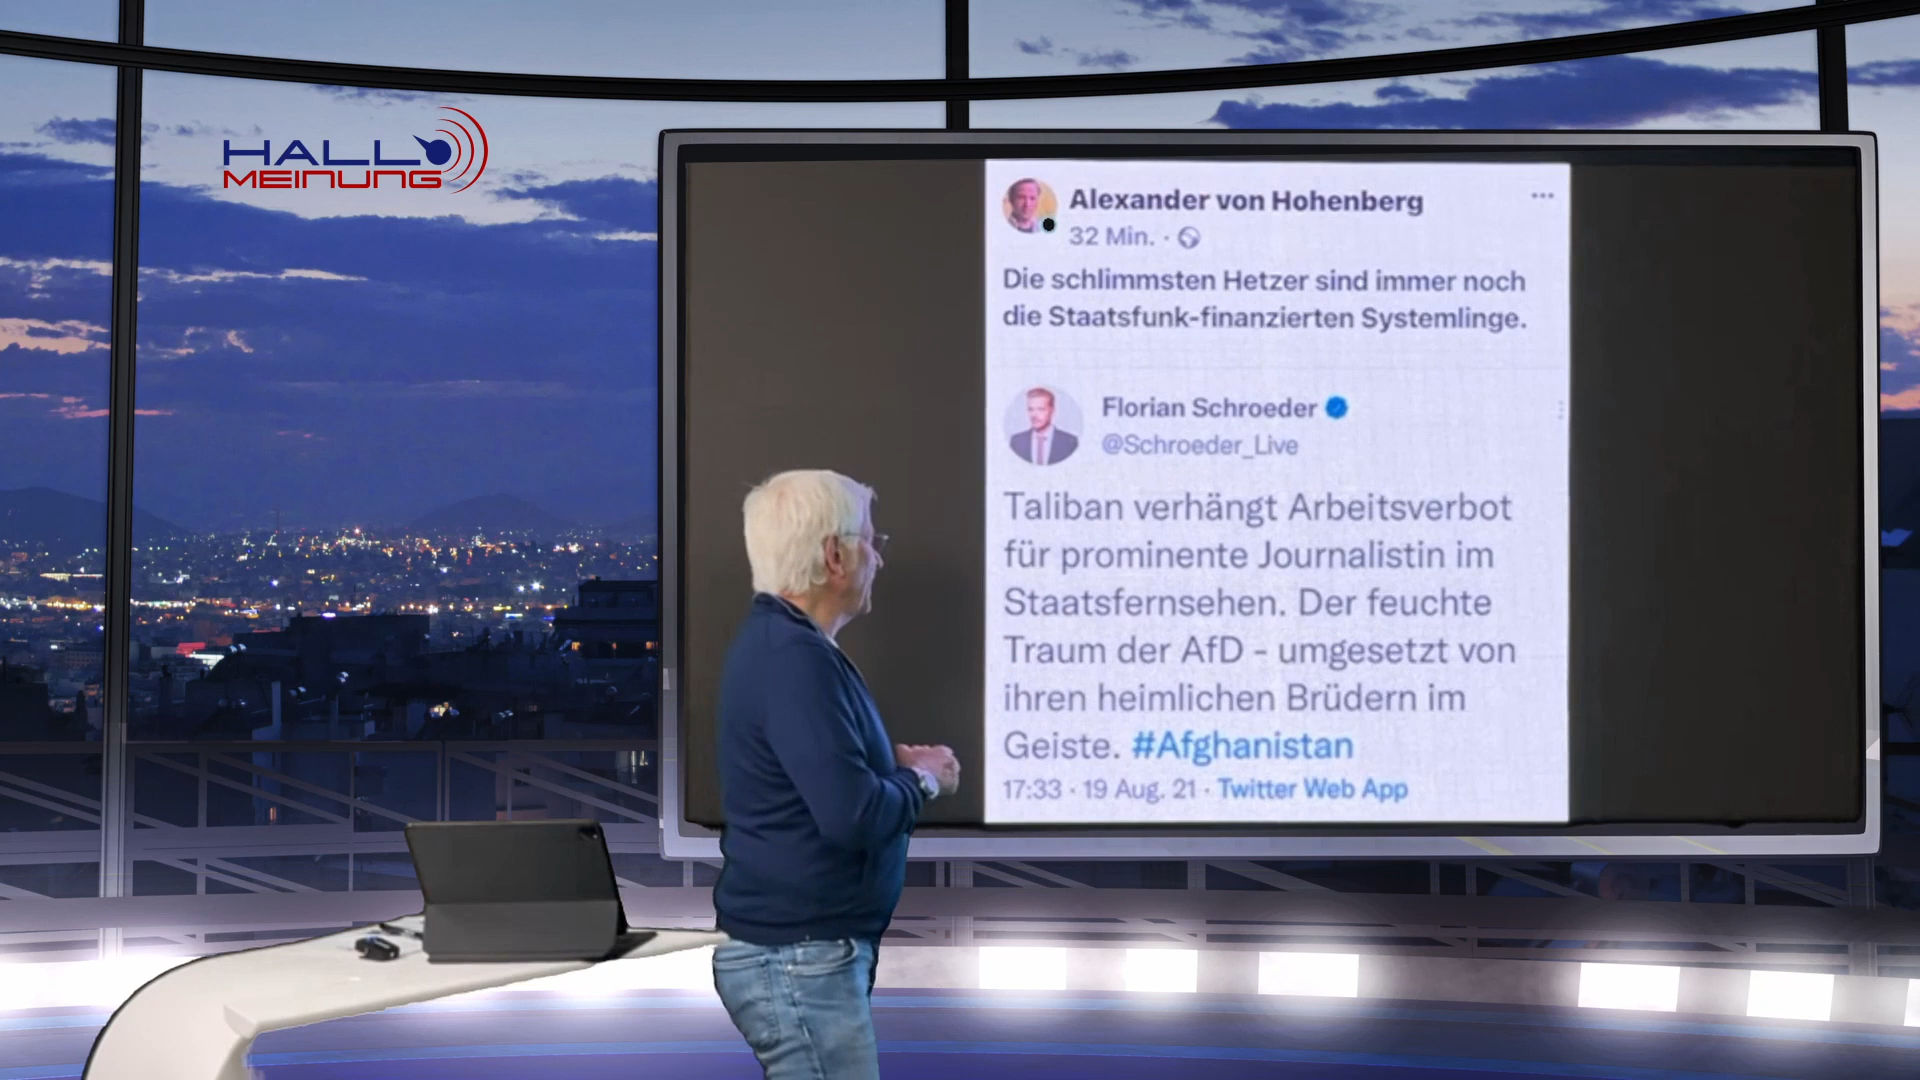 HALLO
MEINUNG
Alexander von Hohenberg
32 Min. ·
Die schlimmsten Hetzer sind immer noch
die Staatsfunk-finanzierten Systemlinge.
Florian Schroeder
@Schroeder_Live
Taliban verhängt Arbeitsverbot
für prominente Journalistin im
Staatsfernsehen. Der feuchte
Traum der AfD - umgesetzt von
ihren heimlichen Brüdern im
Geiste. #Afghanistan
17:33 · 19 Aug. 21 · Twitter Web App